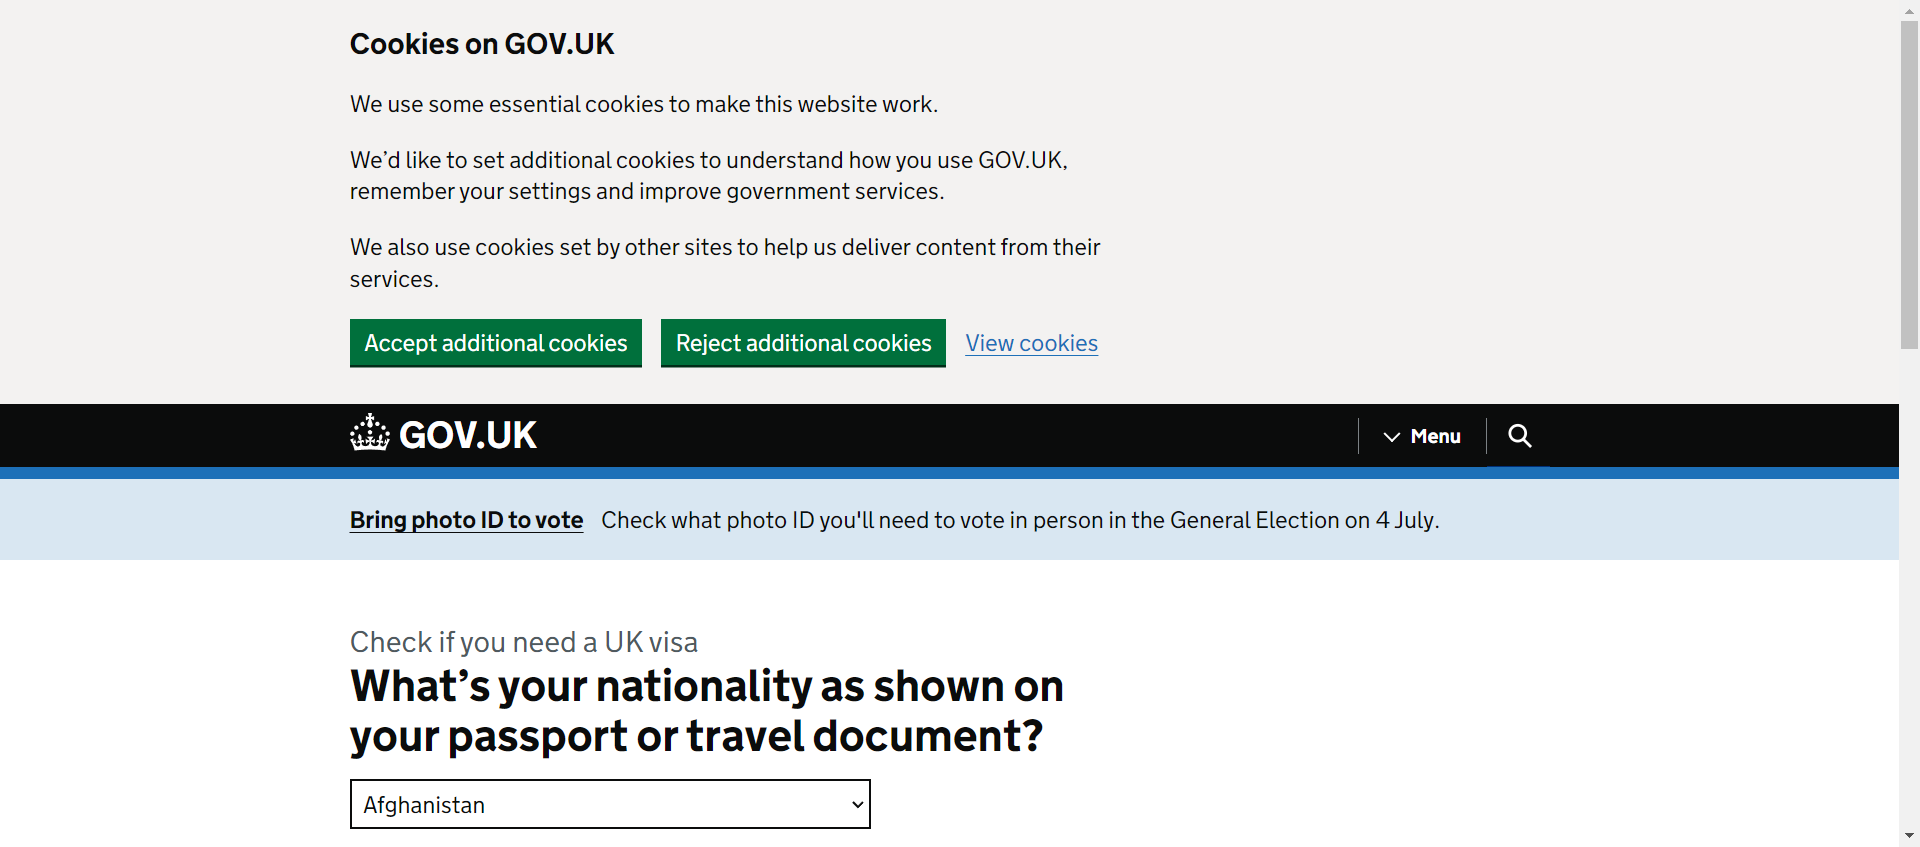 Cookies on GOV.UK
We use some essential cookies to make this website work.
We’d like to set additional cookies to understand how you use GOV.UK,
remember your settings and improve government services.
We also use cookies set by other sites to help us deliver content from their
services.
Accept additional cookies Reject additional cookies View cookies
GOV.UK Menu
Bring photo ID to vote Check what photo ID you'll need to vote in person in the General Election on 4 July.
Check if you need a UK visa
What’s your nationality as shown on
your passport or travel document?
Afghanistan